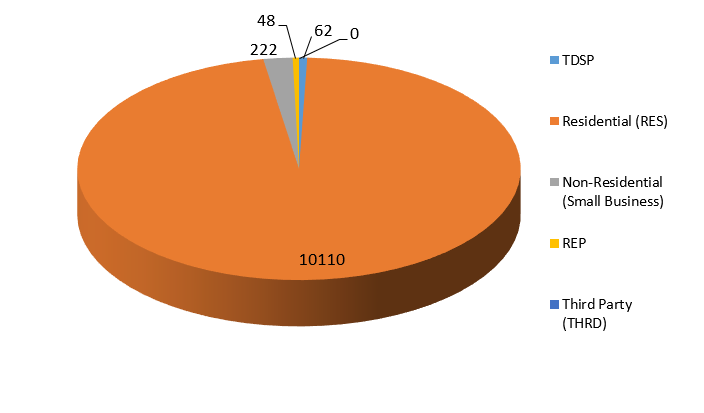 48
62
0
222
10110
TDSP
Residential (RES)
Non-Residential
(Small Business)
REP
Third Party
(THRD)